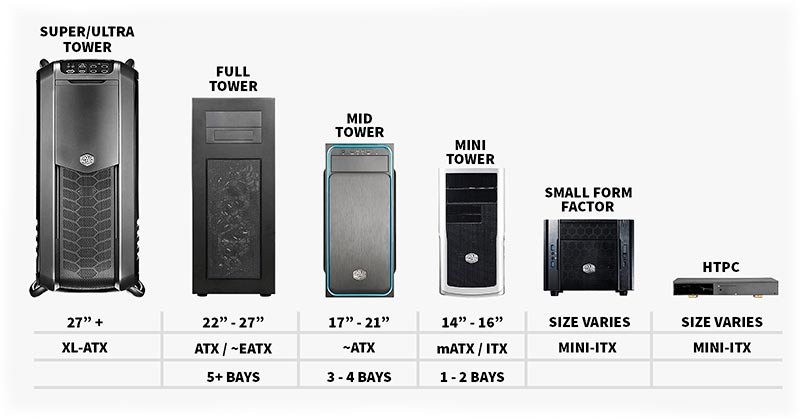 SUPER/ULTRA
TOWER
FULL
TOWER
MID
TOWER
MINI
TOWER
SMALL FORM
FACTOR
HTPC
27” + 22” - 27” 17” - 21” 14” - 16” SIZE VARIES SIZE VARIES
XL-ATX ATX / ~EATX ~ATX mATX / ITX MINI-ITX MINI-ITX
5+ BAYS 3 - 4 BAYS 1 - 2 BAYS